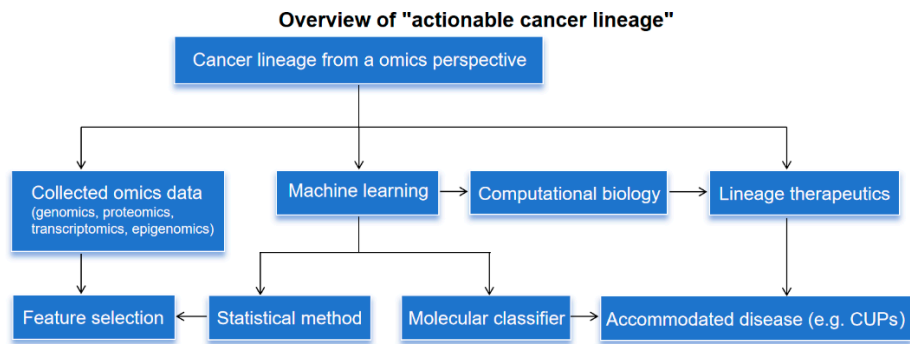 Overview of "actionable cancer lineage"
Cancer lineage from a omics perspective
Collected omics data
(genomics, proteomics,
transcriptomics, epigenomics)
Machine learning
Computational biology
Lineage therapeutics
Feature selection
Statistical method
Molecular classifier
Accommodated disease (e.g. CUPs)